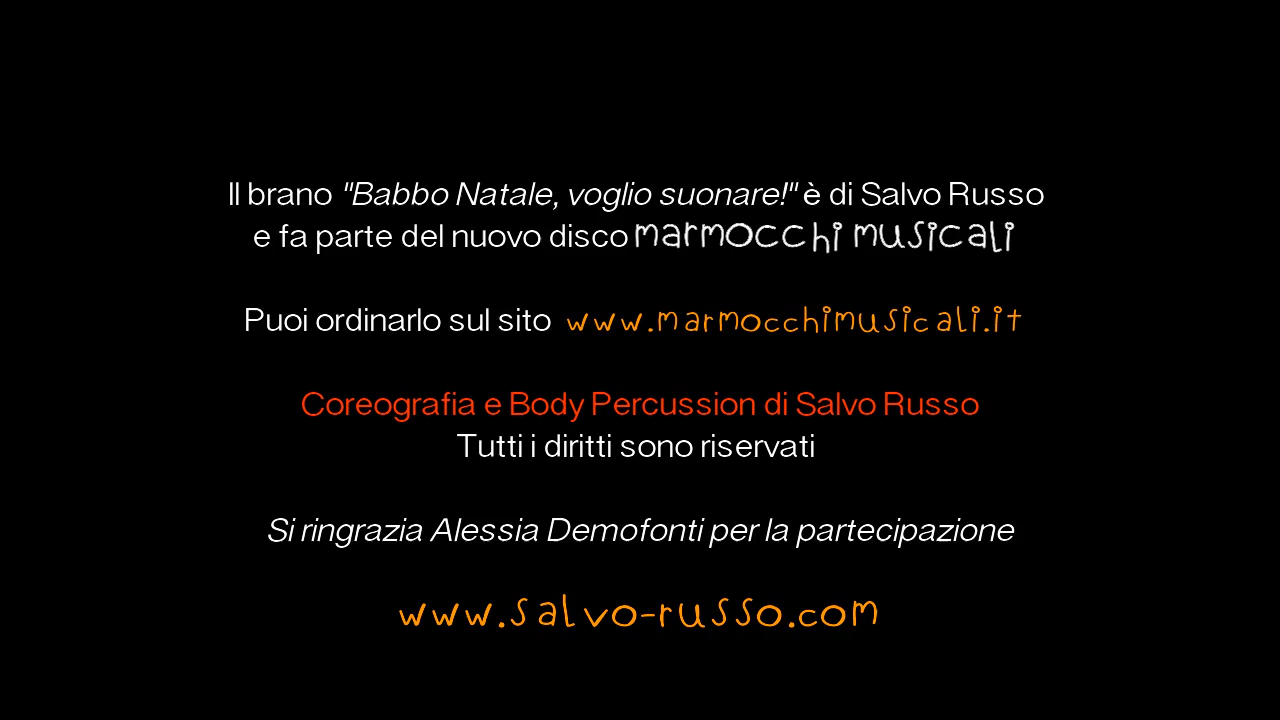 Il brano "Babbo Natale, voglio suonare!" è di Salvo Russo
e fa parte del nuovo disco marmocchi musicali
Puoi ordinarlo sul sito www.marmocchimusicali.it
Coreografia e Body Percussion di Salvo Russo
Tutti i diritti sono riservati
Si ringrazia Alessia Demofonti per la partecipazione
www.salvo-russo.com